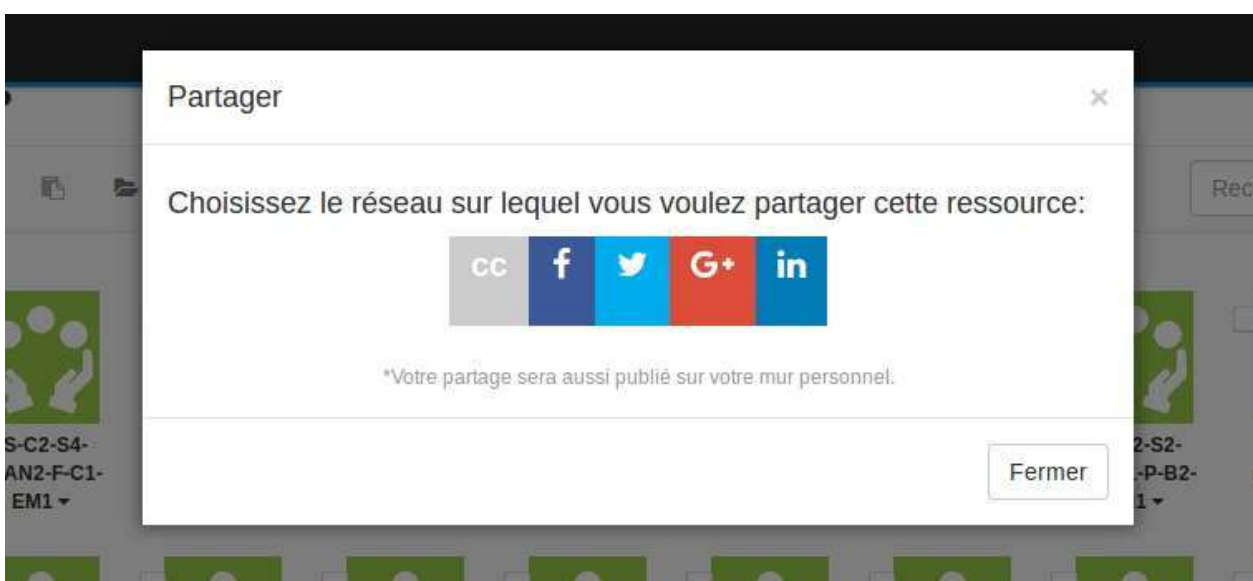 Partager
×
Rec
Choisissez le réseau sur lequel vous voulez partager cette ressource:
cc f G+ in
*Votre partage sera aussi publié sur votre mur personnel.
S-C2-S4-
AN2-F-C1-
EM1
2-S2-
-P-B2-
1
Fermer